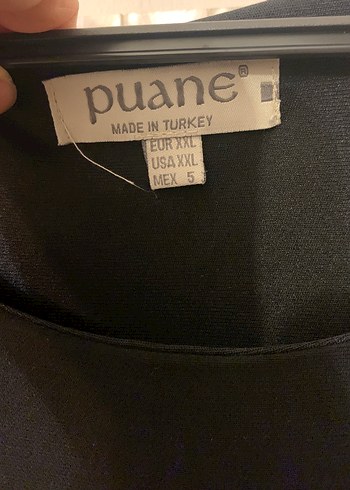 puane®
MADE IN TURKEY
EUR XXL
USA XXL
MEX 5